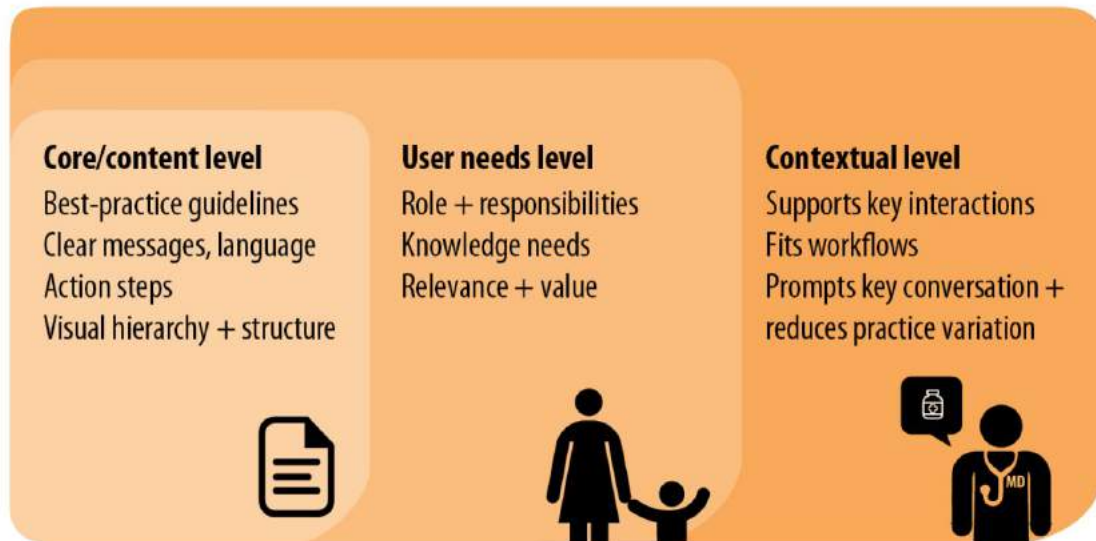 Core/content level
Best-practice guidelines
Clear messages, language
Action steps
Visual hierarchy + structure
User needs level
Role + responsibilities
Knowledge needs
Relevance + value
Contextual level
Supports key interactions
Fits workflows
Prompts key conversation +
reduces practice variation
MD